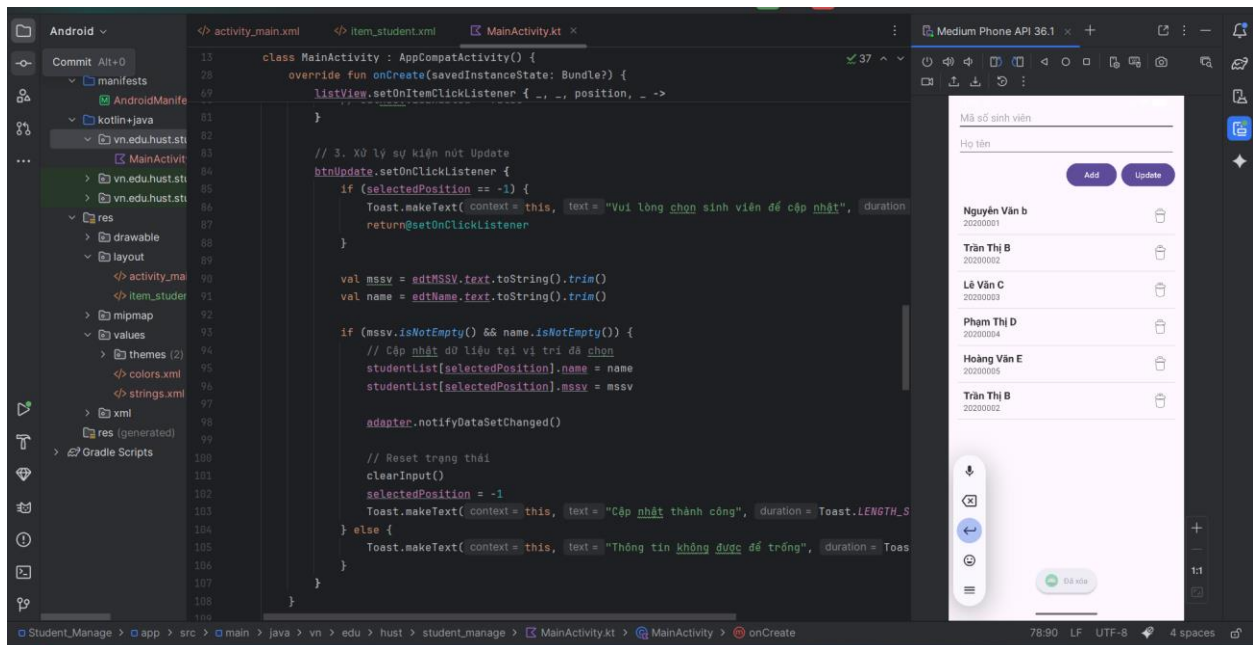 Android
activity_main.xml
item_student.xml
MainActivity.kt
Medium Phone API 36.1
Commit Alt+0
manifests
AndroidManife
kotlin+java
vn.edu.hust.stu
MainActivit
vn.edu.hust.stu
vn.edu.hust.stu
res
drawable
layout
activity_mai
item_studer
mipmap
values
themes (2)
colors.xml
strings.xml
xml
res (generated)
Gradle Scripts
37
13 class MainActivity : AppCompatActivity() {
28 override fun onCreate(savedInstanceState: Bundle?) {
69 listView.setOnItemClickListener { _, _, position, _ ->
81 }
82
83 // 3. Xử lý sự kiện nút Update
84 btnUpdate.setOnClickListener {
85 if (selectedPosition == -1) {
86 Toast.makeText( context = this, text = "Vui lòng chọn sinh viên để cập nhật", duration
87 return@setOnClickListener
88 }
89
90 val mssv = edtMSSV.text.toString().trim()
91 val name = edtName.text.toString().trim()
92
93 if (mssv.isNotEmpty() && name.isNotEmpty()) {
94 // Cập nhật dữ liệu tại vị trí đã chọn
95 studentList[selectedPosition].name = name
96 studentList[selectedPosition].mssv = mssv
97
98 adapter.notifyDataSetChanged()
99
100 // Reset trạng thái
101 clearInput()
102 selectedPosition = -1
103 Toast.makeText( context = this, text = "Cập nhật thành công", duration = Toast.LENGTH_S
104 } else {
105 Toast.makeText( context = this, text = "Thông tin không được để trống", duration = Toas
106 }
107 }
108 }
109
Mã số sinh viên
Họ tên
Add
Update
Nguyễn Văn b
20200001
Trần Thị B
20200002
Lê Văn C
20200003
Phạm Thị D
20200004
Hoàng Văn E
20200005
Trần Thị B
20200002
Đã xóa
1:1
Student_Manage > app > src > main > java > vn > edu > hust > student_manage > MainActivity.kt > MainActivity > onCreate
78:90 LF UTF-8 4 spaces